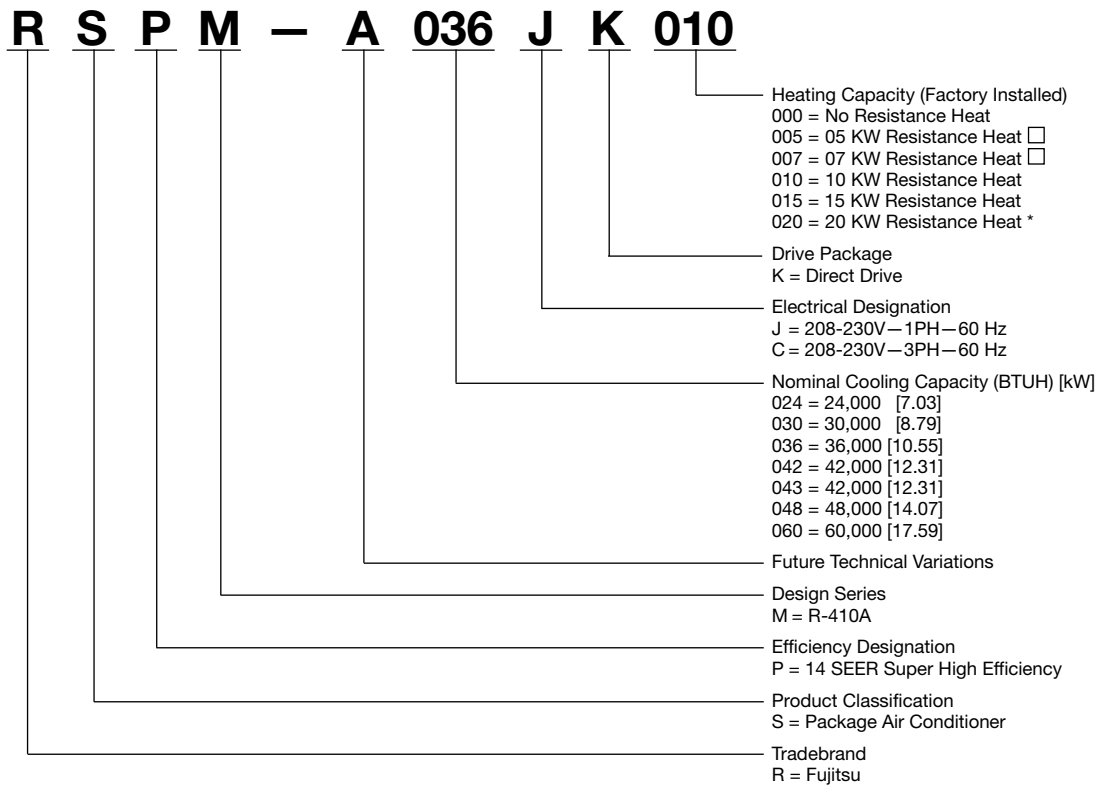 R S P M — A 036 J K 010
Heating Capacity (Factory Installed)
000 = No Resistance Heat
005 = 05 KW Resistance Heat □
007 = 07 KW Resistance Heat □
010 = 10 KW Resistance Heat
015 = 15 KW Resistance Heat
020 = 20 KW Resistance Heat *
Drive Package
K = Direct Drive
Electrical Designation
J = 208-230V—1PH—60 Hz
C = 208-230V—3PH—60 Hz
Nominal Cooling Capacity (BTUH) [kW]
024 = 24,000 [7.03]
030 = 30,000 [8.79]
036 = 36,000 [10.55]
042 = 42,000 [12.31]
043 = 42,000 [12.31]
048 = 48,000 [14.07]
060 = 60,000 [17.59]
Future Technical Variations
Design Series
M = R-410A
Efficiency Designation
P = 14 SEER Super High Efficiency
Product Classification
S = Package Air Conditioner
Tradebrand
R = Fujitsu